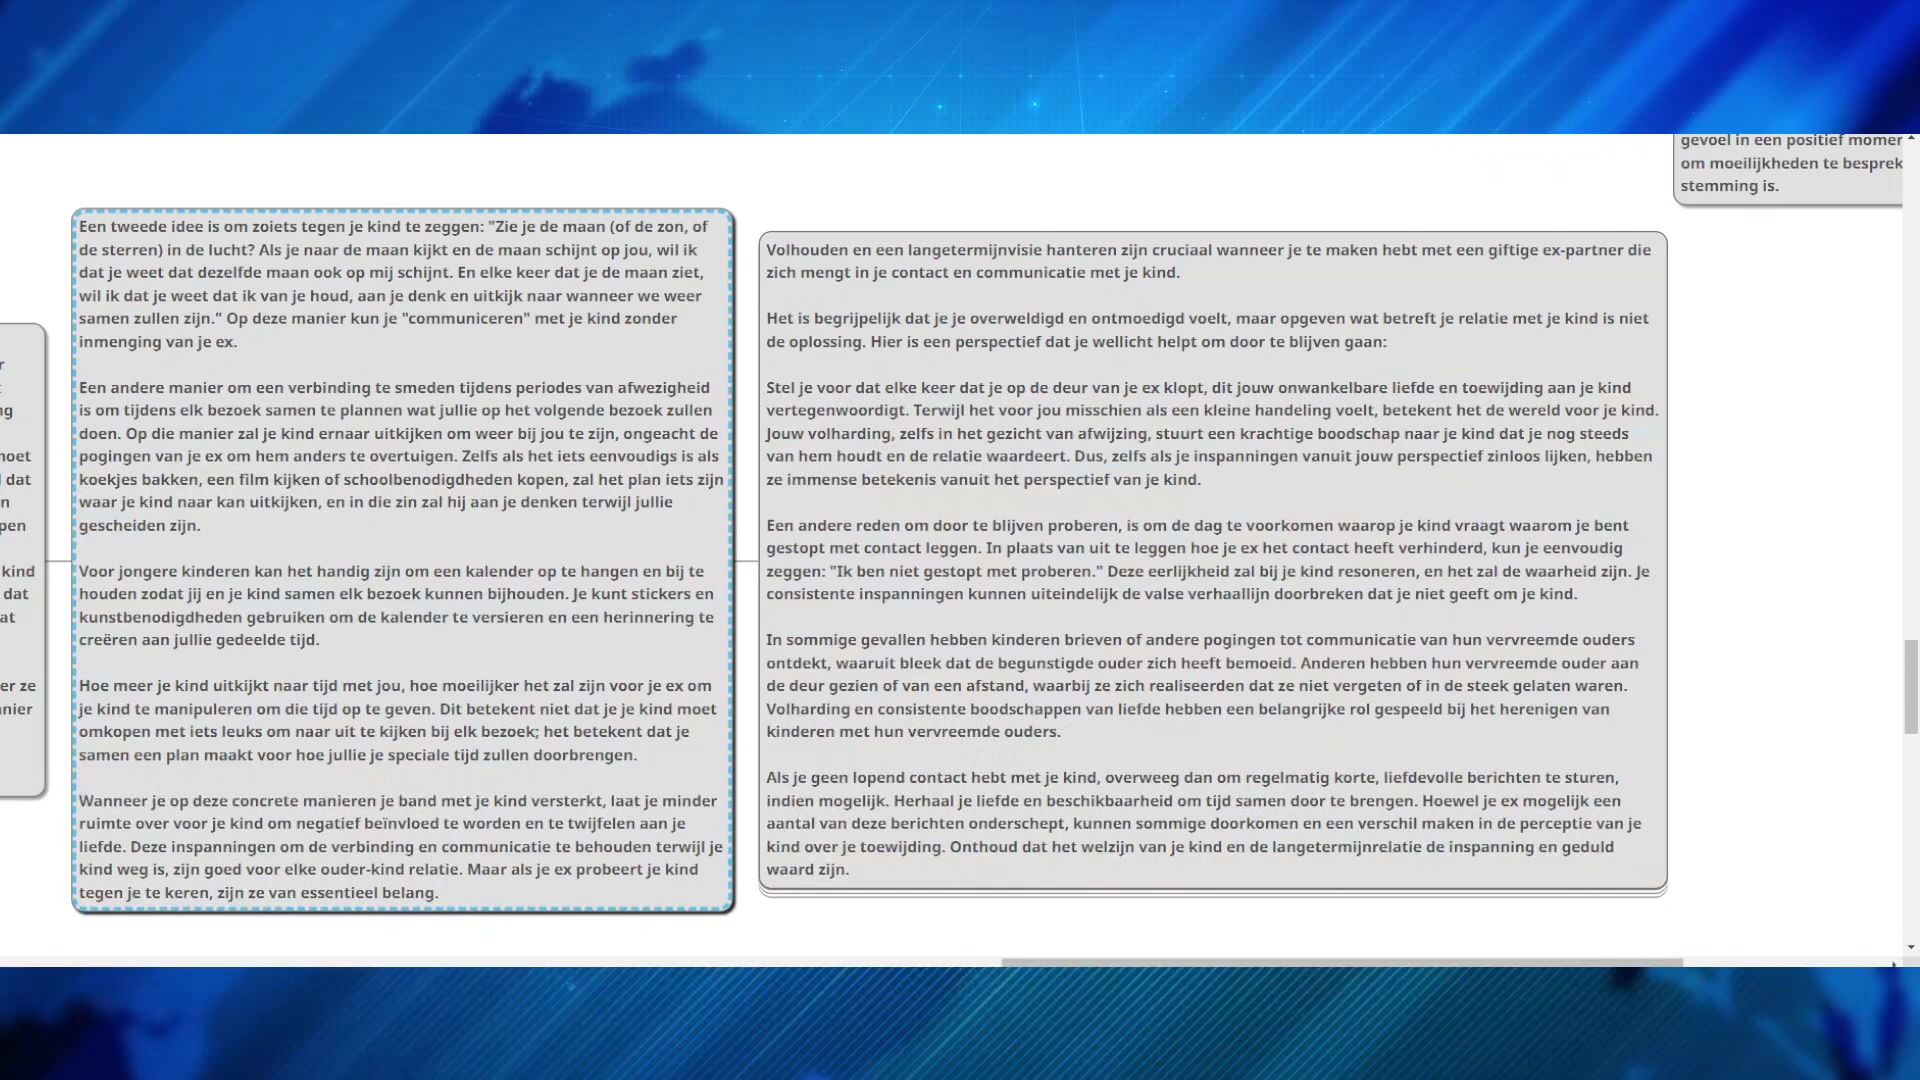 gevoel in een positief
om moeilijkheden te
stemming is.
Een tweede idee is om zoiets tegen je kind te zeggen: "Zie je de maan (of de zon, of
de sterren) in de lucht? Als je naar de maan kijkt en de maan schijnt op jou, wil ik
dat je weet dat dezelfde maan ook op mij schijnt. En elke keer dat je de maan ziet,
wil ik dat je weet dat ik van je houd, aan je denk en uitkijk naar wanneer we weer
samen zullen zijn." Op deze manier kun je "communiceren" met je kind zonder
inmenging van je ex.
Een andere manier om een verbinding te smeden tijdens periodes van afwezigheid
is om tijdens elk bezoek samen te plannen wat jullie op het volgende bezoek zullen
doen. Op die manier zal je kind ernaar uitkijken om weer bij jou te zijn, ongeacht de
pogingen van je ex om hem anders te overtuigen. Zelfs als het iets eenvoudigs is als
koekjes bakken, een film kijken of schoolbenodigdheden kopen, zal het plan iets zijn
waar je kind naar kan uitkijken, en in die zin zal hij aan je denken terwijl jullie
gescheiden zijn.
Voor jongere kinderen kan het handig zijn om een kalender op te hangen en bij te
houden zodat jij en je kind samen elk bezoek kunnen bijhouden. Je kunt stickers en
kunstbenodigdheden gebruiken om de kalender te versieren en een herinnering te
creëren aan jullie gedeelde tijd.
Hoe meer je kind uitkijkt naar tijd met jou, hoe moeilijker het zal zijn voor je ex om
je kind te manipuleren om die tijd op te geven. Dit betekent niet dat je je kind moet
omkopen met iets leuks om naar uit te kijken bij elk bezoek; het betekent dat je
samen een plan maakt voor hoe jullie je speciale tijd zullen doorbrengen.
Wanneer je op deze concrete manieren je band met je kind versterkt, laat je minder
ruimte over voor je kind om negatief beïnvloed te worden en te twijfelen aan je
liefde. Deze inspanningen om de verbinding en communicatie te behouden terwijl je
kind weg is, zijn goed voor elke ouder-kind relatie. Maar als je ex probeert je kind
tegen je te keren, zijn ze van essentieel belang.
Volhouden en een langetermijnvisie hanteren zijn cruciaal wanneer je te maken hebt met een giftige ex-partner die
zich mengt in je contact en communicatie met je kind.
Het is begrijpelijk dat je je overweldigd en ontmoedigd voelt, maar opgeven wat betreft je relatie met je kind is niet
de oplossing. Hier is een perspectief dat je wellicht helpt om door te blijven gaan:
Stel je voor dat elke keer dat je op de deur van je ex klopt, dit jouw onwankelbare liefde en toewijding aan je kind
vertegenwoordigt. Terwijl het voor jou misschien als een kleine handeling voelt, betekent het de wereld voor je kind.
Jouw volharding, zelfs in het gezicht van afwijzing, stuurt een krachtige boodschap naar je kind dat je nog steeds
van hem houdt en de relatie waardeert. Dus, zelfs als je inspanningen vanuit jouw perspectief zinloos lijken, hebben
ze immense betekenis vanuit het perspectief van je kind.
Een andere reden om door te blijven proberen, is om de dag te voorkomen waarop je kind vraagt waarom je bent
gestopt met contact leggen. In plaats van uit te leggen hoe je ex het contact heeft verhinderd, kun je eenvoudig
zeggen: "Ik ben niet gestopt met proberen." Deze eerlijkheid zal bij je kind resoneren, en het zal de waarheid zijn. Je
consistente inspanningen kunnen uiteindelijk de valse verhaallijn doorbreken dat je niet geeft om je kind.
In sommige gevallen hebben kinderen brieven of andere pogingen tot communicatie van hun vervreemde ouders
ontdekt, waaruit bleek dat de begunstigde ouder zich heeft bemoeid. Anderen hebben hun vervreemde ouder aan
de deur gezien of van een afstand, waarbij ze zich realiseerden dat ze niet vergeten of in de steek gelaten waren.
Volharding en consistente boodschappen van liefde hebben een belangrijke rol gespeeld bij het herenigen van
kinderen met hun vervreemde ouders.
Als je geen lopend contact hebt met je kind, overweeg dan om regelmatig korte, liefdevolle berichten te sturen,
indien mogelijk. Herhaal je liefde en beschikbaarheid om tijd samen door te brengen. Hoewel je ex mogelijk een
aantal van deze berichten onderschept, kunnen sommige doorkomen en een verschil maken in de perceptie van je
kind over je toewijding. Onthoud dat het welzijn van je kind en de langetermijnrelatie de inspanning en geduld
waard zijn.
dat
kind
dat
er ze